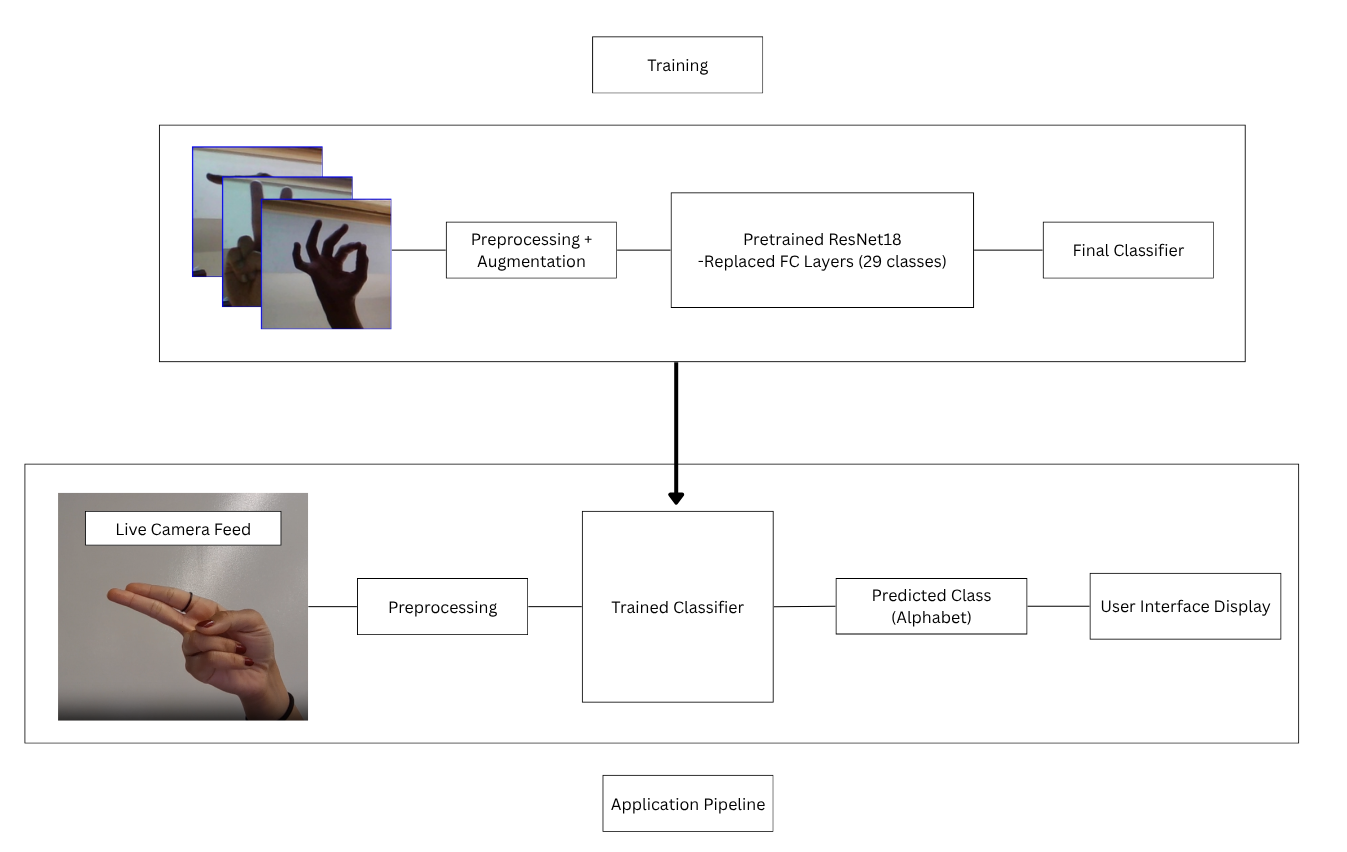 Training
Preprocessing +
Augmentation
Pretrained ResNet18
-Replaced FC Layers (29 classes)
Final Classifier
Live Camera Feed
Preprocessing
Trained Classifier
Predicted Class
(Alphabet)
User Interface Display
Application Pipeline